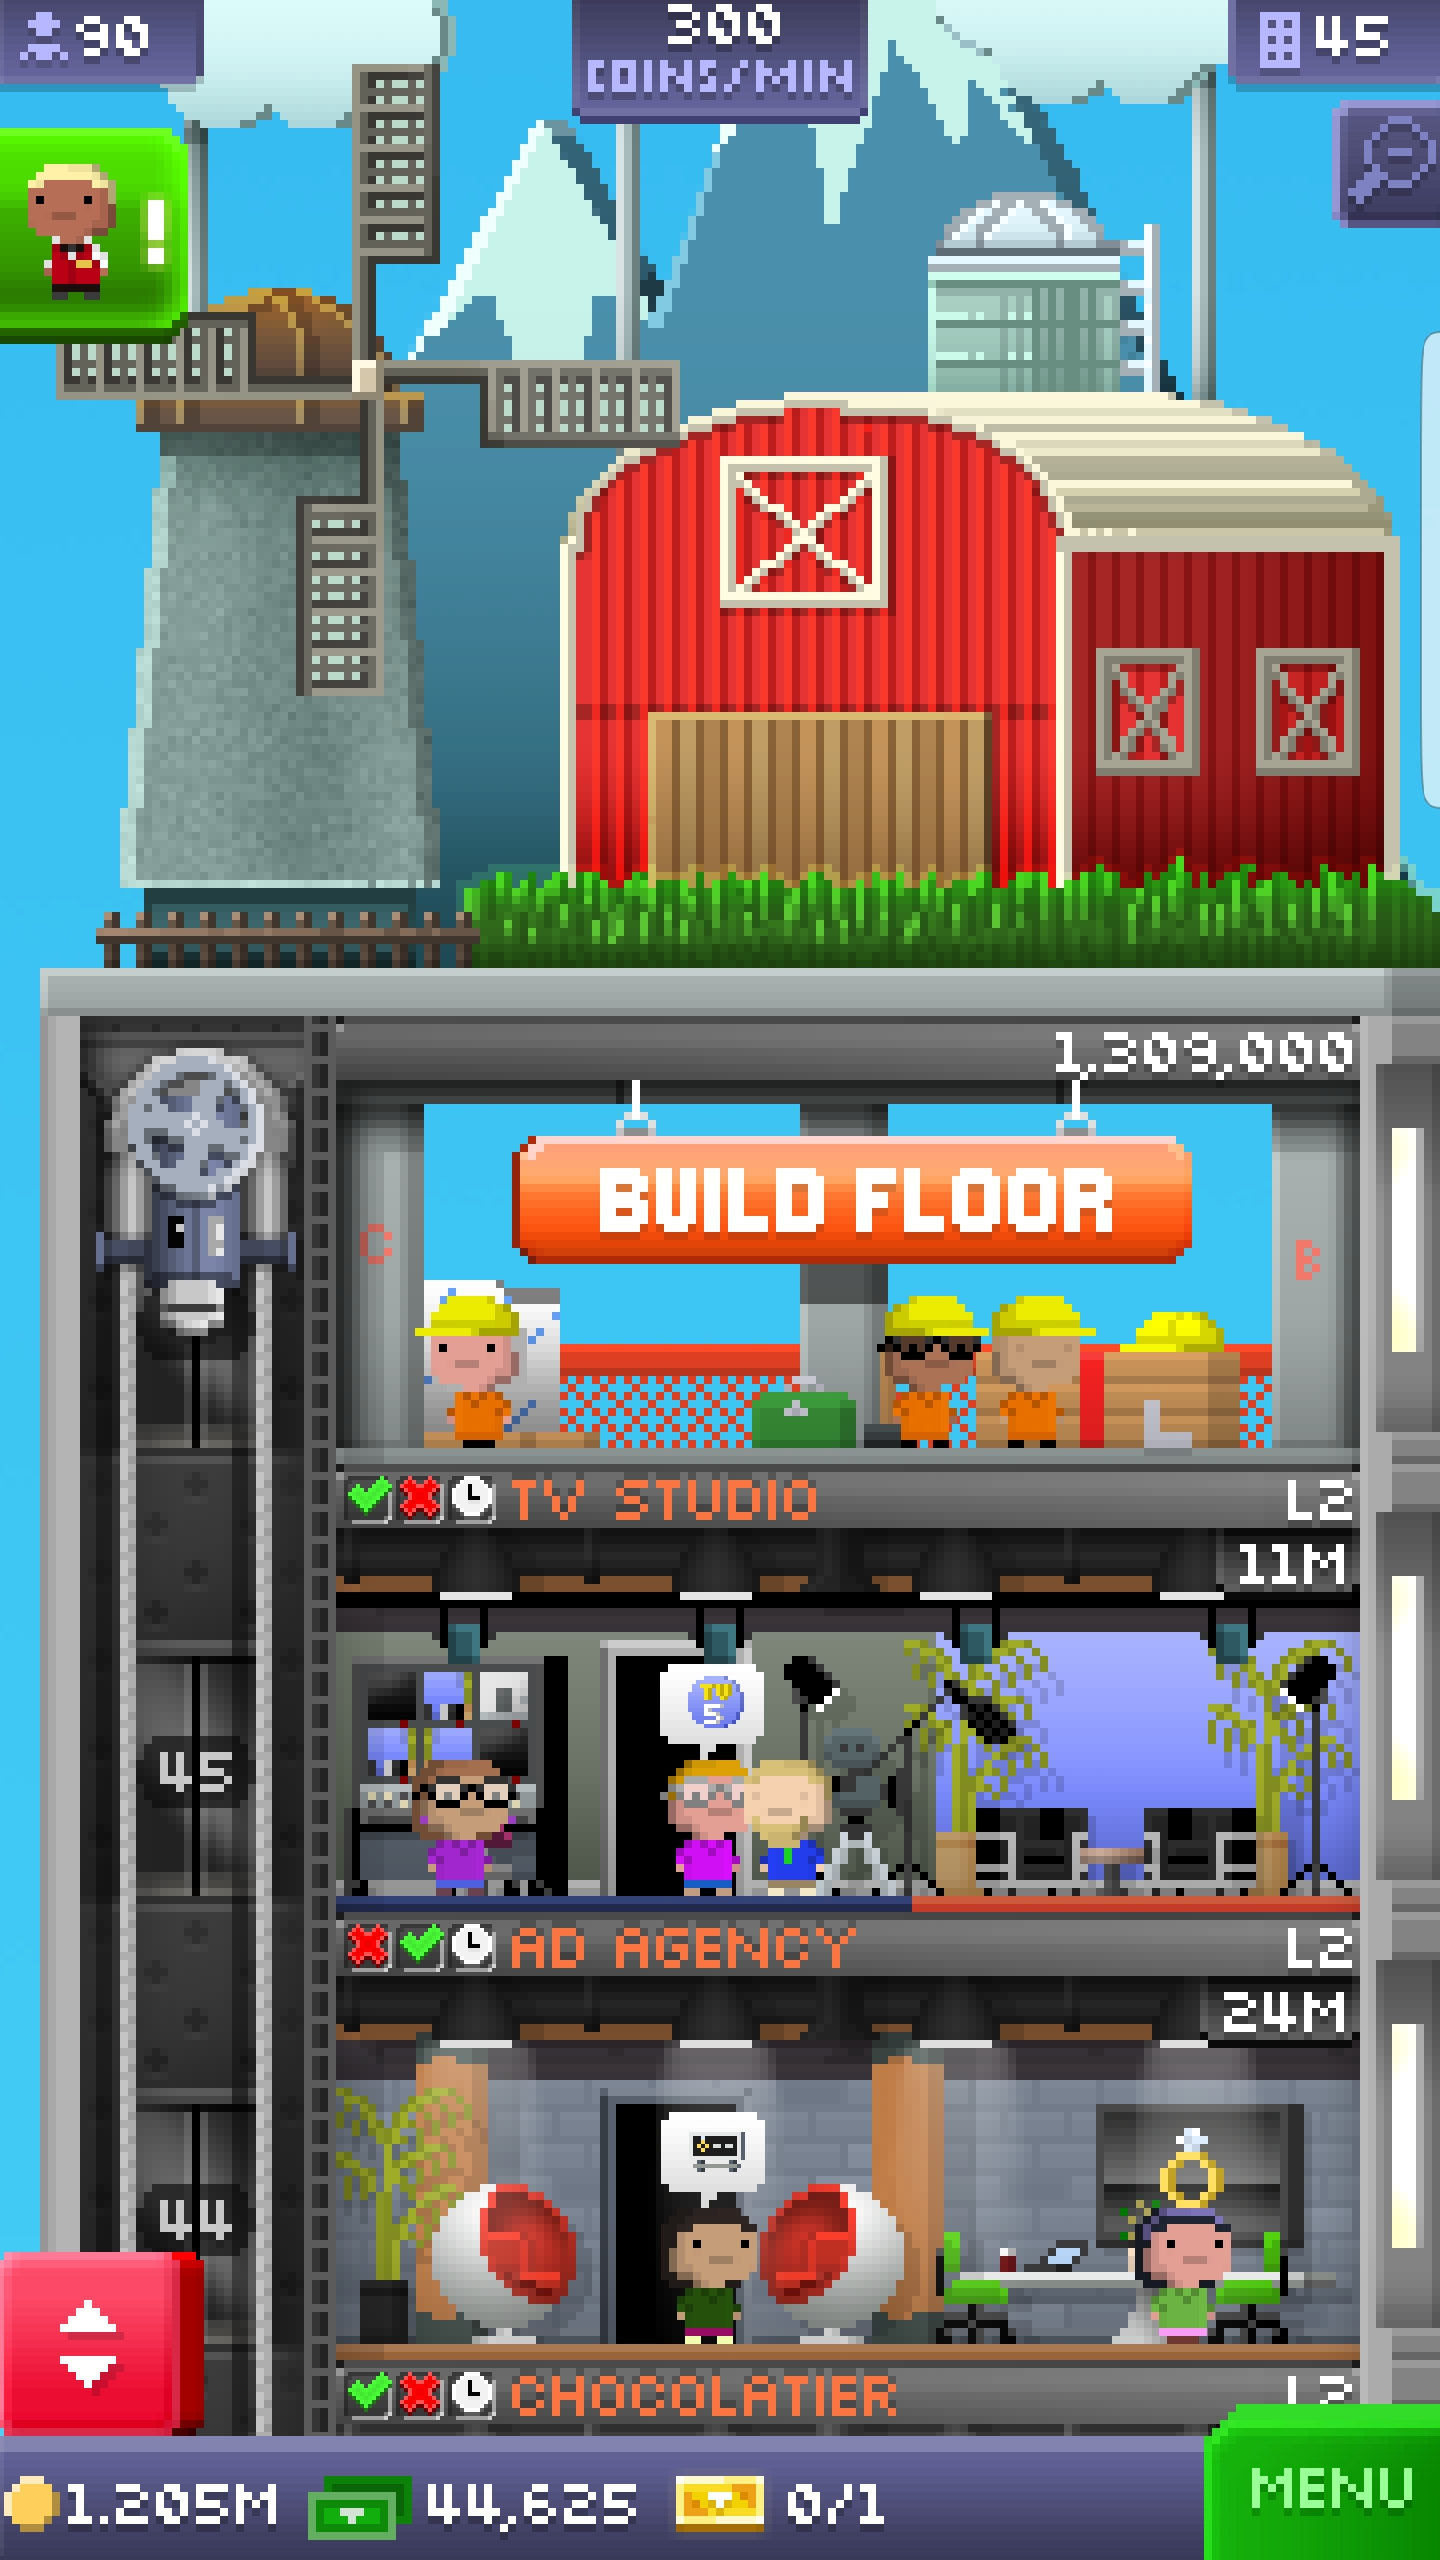 90
300
COINS/MIN
45
!
1,309,000
BUILD FLOOR
C
B
L
TV STUDIO
L2
11M
TV
5
45
AD AGENCY
L2
24M
44
CHOCOLATIER
L2
1.205M
44,625
0/1
MENU